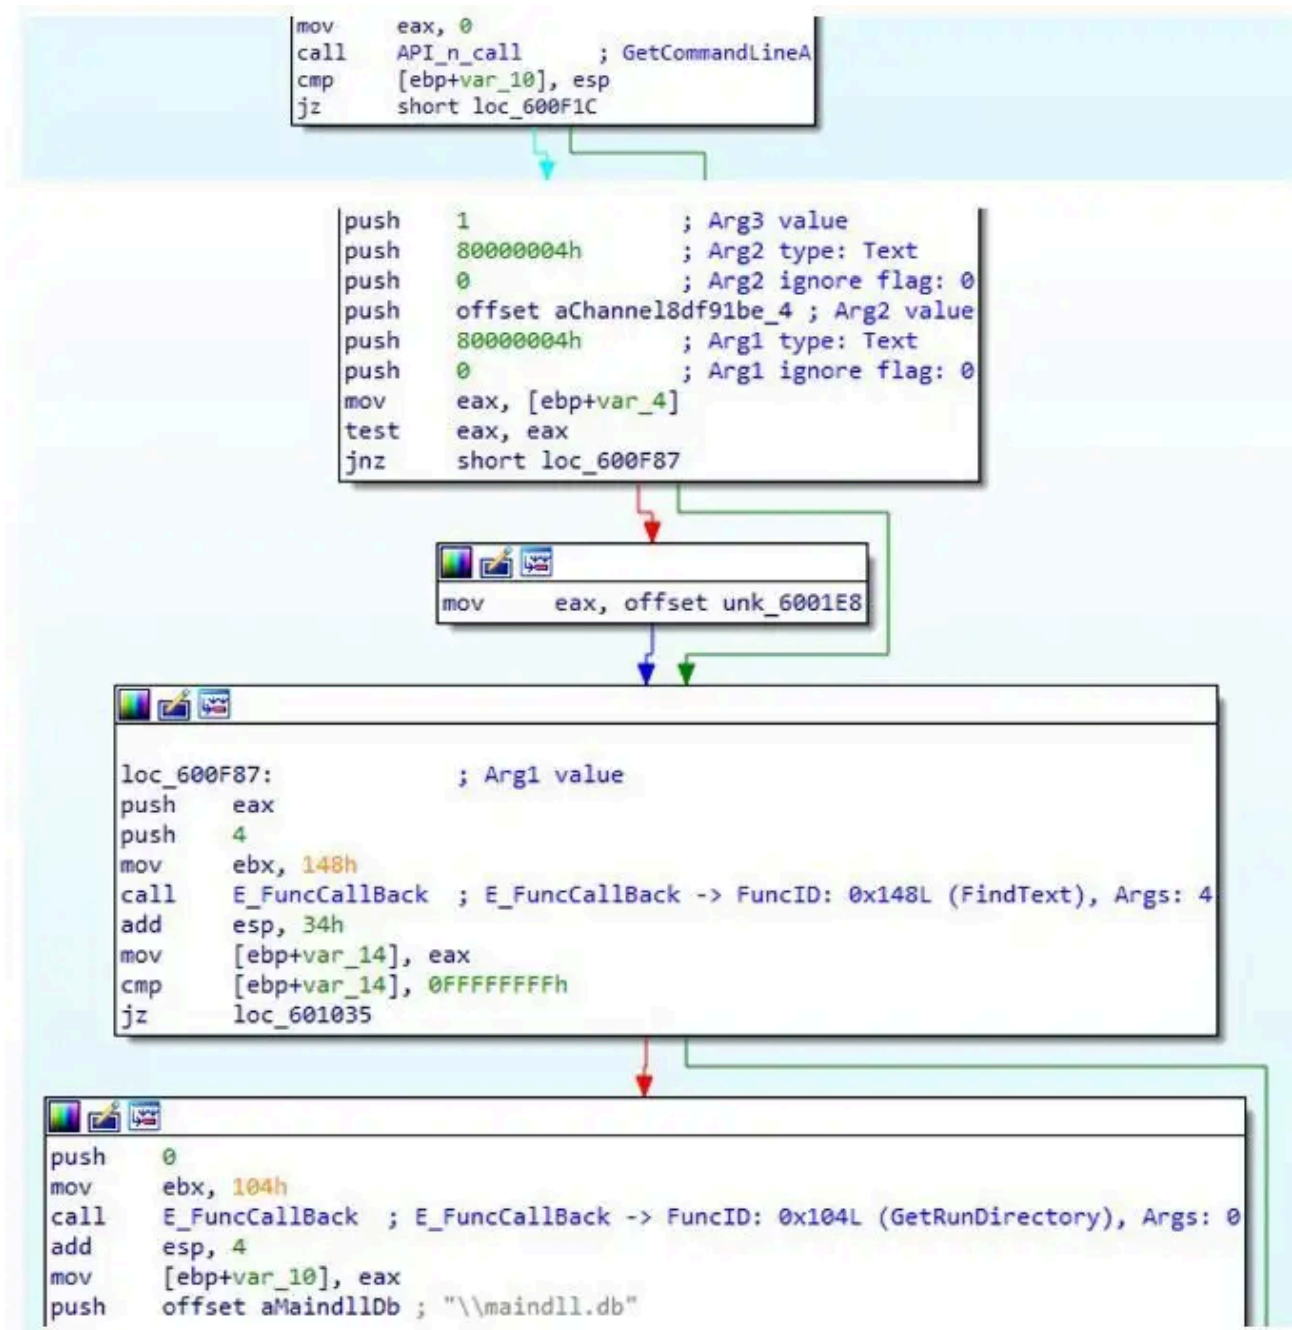 mov eax, 0
call API_n_call ; GetCommandLineA
cmp [ebp+var_10], esp
jz short loc_600F1C
push 1 ; Arg3 value
push 80000004h ; Arg2 type: Text
push 0 ; Arg2 ignore flag: 0
push offset aChannel8df91be_4 ; Arg2 value
push 80000004h ; Arg1 type: Text
push 0 ; Arg1 ignore flag: 0
mov eax, [ebp+var_4]
test eax, eax
jnz short loc_600F87
mov eax, offset unk_6001E8
loc_600F87: ; Arg1 value
push eax
push 4
mov ebx, 148h
call E_FuncCallBack ; E_FuncCallBack -> FuncID: 0x148L (FindText), Args: 4
add esp, 34h
mov [ebp+var_14], eax
cmp [ebp+var_14], 0FFFFFFFFh
jz loc_601035
push 0
mov ebx, 104h
call E_FuncCallBack ; E_FuncCallBack -> FuncID: 0x104L (GetRunDirectory), Args: 0
add esp, 4
mov [ebp+var_10], eax
push offset aMaindllDb ; "\\maindll.db"